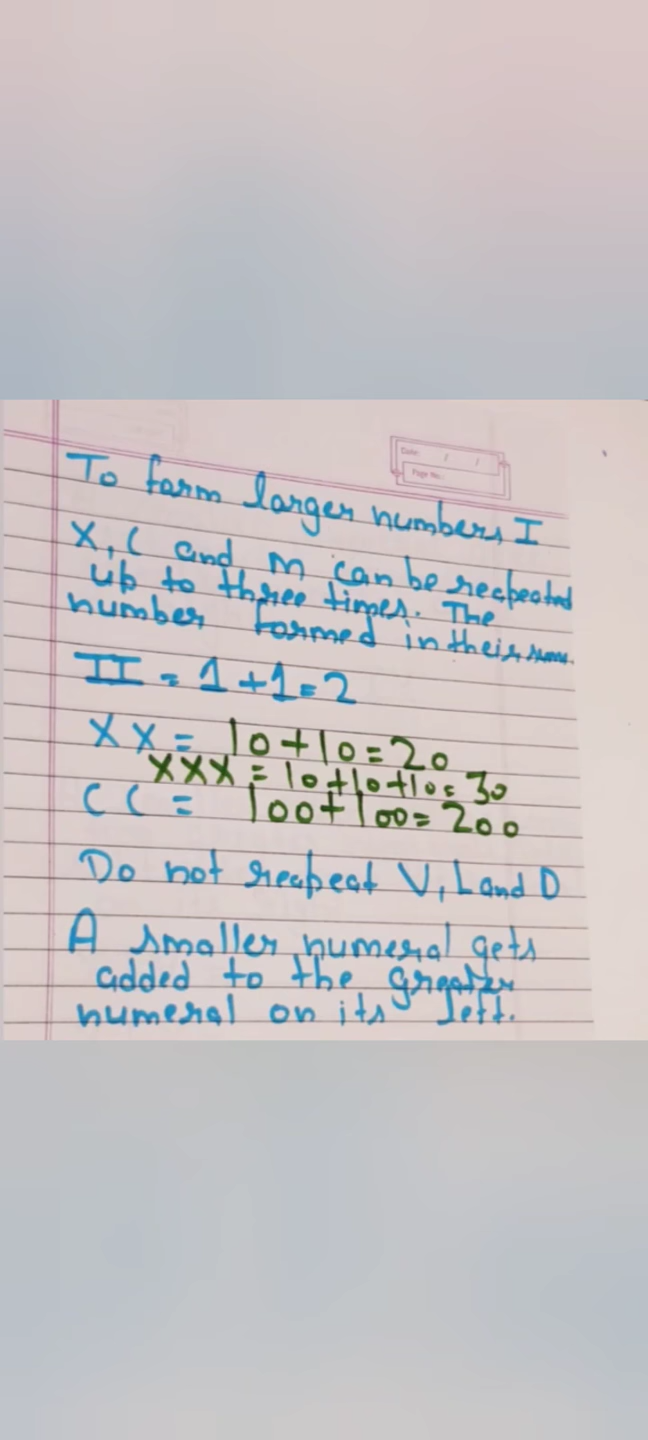 Date: / /
Page No.:
To form larger numbers, I
X, C and M can be reapeated
up to three times. The
number formed in their sum.
II = 1+1=2
XX = 10+10=20
XXX = 10+10+10= 30
CC = 100+100= 200
Do not reapeat V, L and D
A smaller numeral gets
added to the greater
numeral on its left.